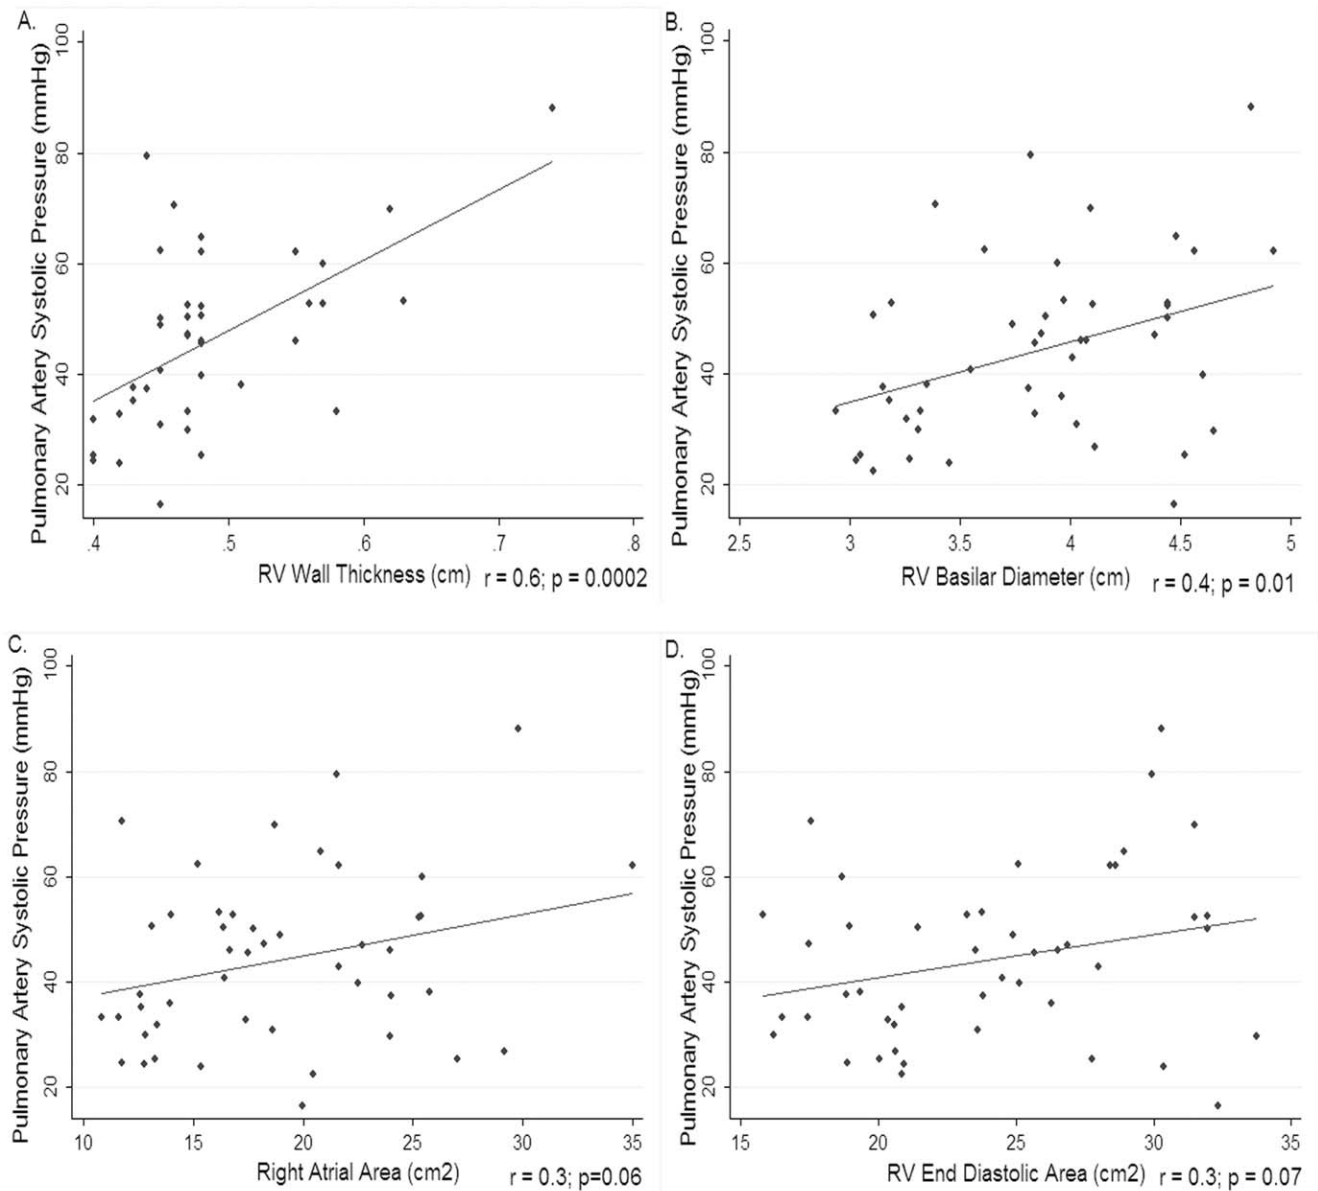 A.
Pulmonary Artery Systolic Pressure (mmHg)
100
80
60
40
20
.4 .5 .6 .7 .8
RV Wall Thickness (cm) r = 0.6; p = 0.0002
B.
Pulmonary Artery Systolic Pressure (mmHg)
100
80
60
40
20
2.5 3 3.5 4 4.5 5
RV Basilar Diameter (cm) r = 0.4; p = 0.01
C.
Pulmonary Artery Systolic Pressure (mmHg)
100
80
60
40
20
10 15 20 25 30 35
Right Atrial Area (cm2) r = 0.3; p=0.06
D.
Pulmonary Artery Systolic Pressure (mmHg)
100
80
60
40
20
15 20 25 30 35
RV End Diastolic Area (cm2) r = 0.3; p = 0.07